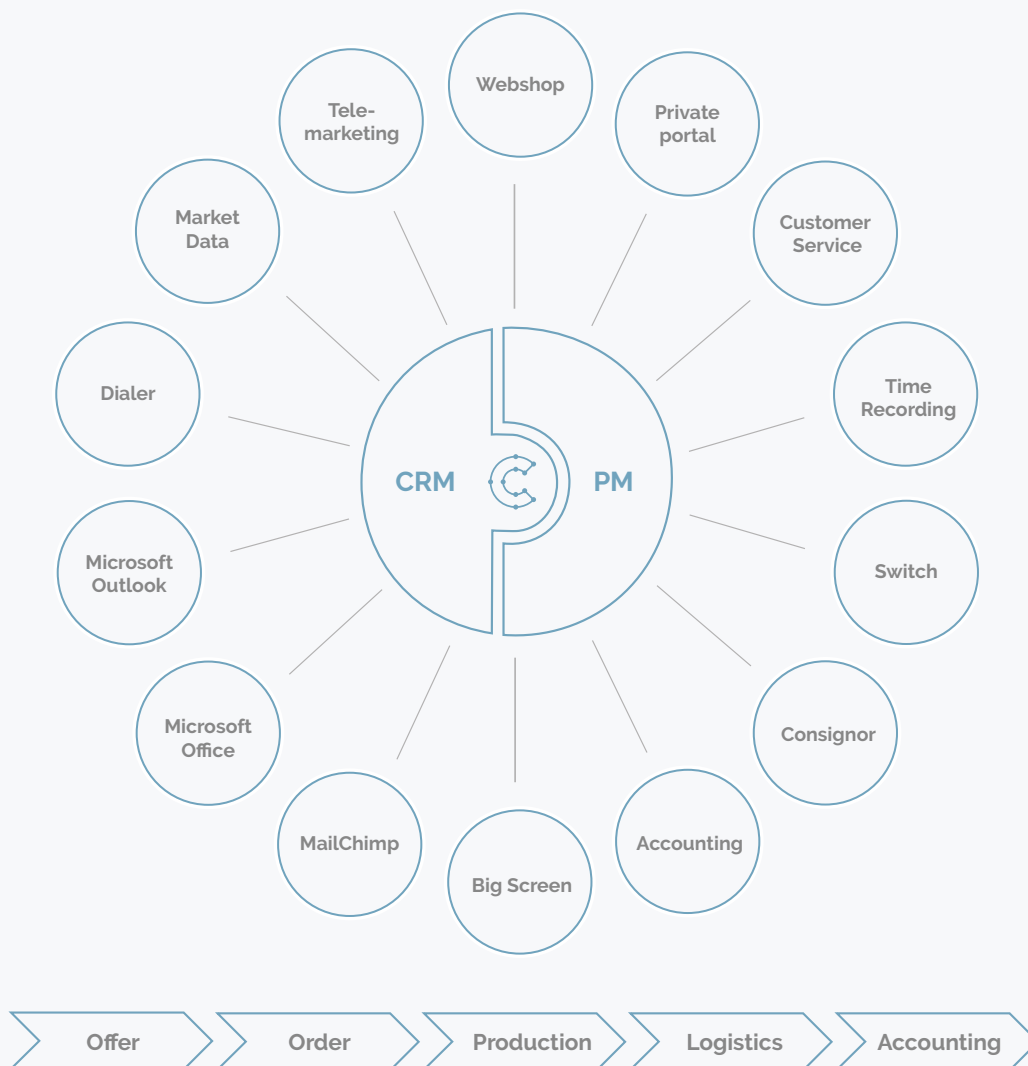 Webshop
Private
portal
Customer
Service
Time
Recording
Switch
Consignor
Accounting
Big Screen
MailChimp
Microsoft
Office
Microsoft
Outlook
Dialer
Market
Data
Tele-
marketing
CRM
PM
Offer
Order
Production
Logistics
Accounting